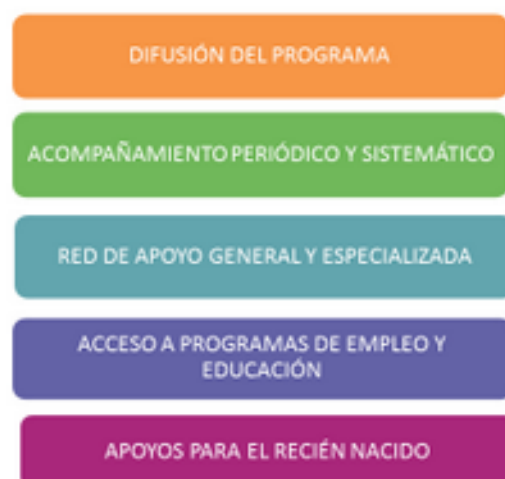 DIFUSIÓN DEL PROGRAMA
ACOMPAÑAMIENTO PERIÓDICO Y SISTEMÁTICO
RED DE APOYO GENERAL Y ESPECIALIZADA
ACCESO A PROGRAMAS DE EMPLEO Y
EDUCACIÓN
APOYOS PARA EL RECIÉN NACIDO